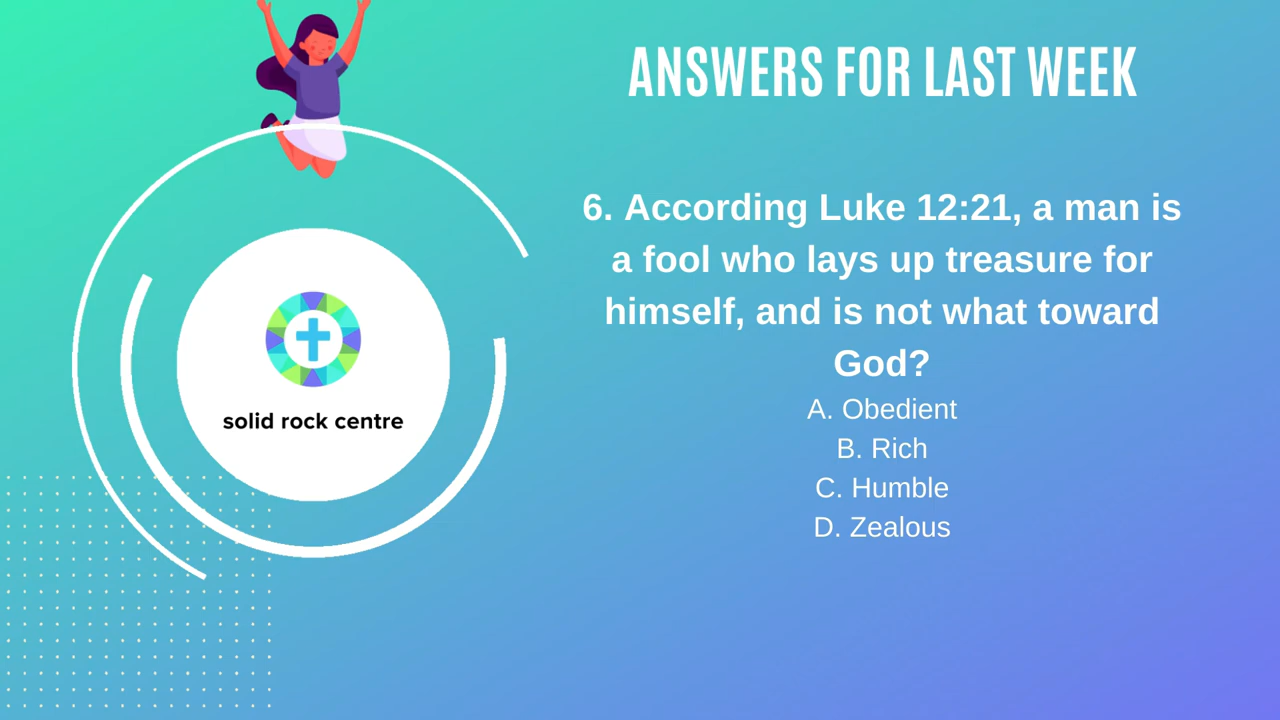 ANSWERS FOR LAST WEEK
6. According Luke 12:21, a man is
a fool who lays up treasure for
himself, and is not what toward
God?
A. Obedient
B. Rich
C. Humble
D. Zealous
solid rock centre